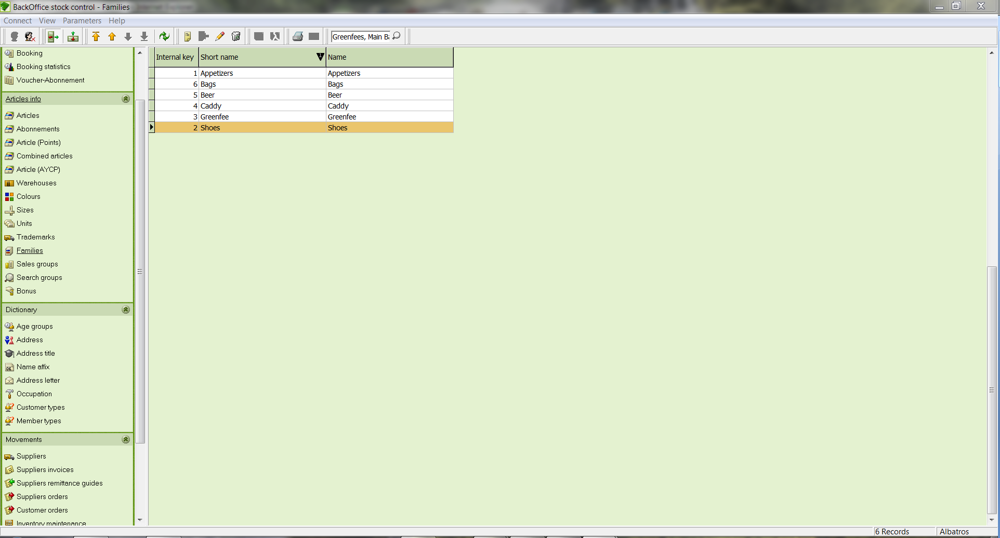 BackOffice stock control - Families
Connect View Parameters Help
Greenfees, Main Ba
Booking
Booking statistics
Voucher-Abonnement
Articles info
Articles
Abonnements
Article (Points)
Combined articles
Article (AYCP)
Warehouses
Colours
Sizes
Units
Trademarks
Families
Sales groups
Search groups
Bonus
Dictionary
Age groups
Address
Address title
DE Name affix
Address letter
Occupation
Customer types
Member types
Movements
Suppliers
Suppliers invoices
Suppliers remittance guides
Suppliers orders
Customer orders
Inventory maintenance
Internal key Short name 1 Name
1 Appetizers Appetizers
6 Bags Bags
5 Beer Beer
4 Caddy Caddy
3 Greenfee Greenfee
2 Shoes Shoes
6 Records Albatros